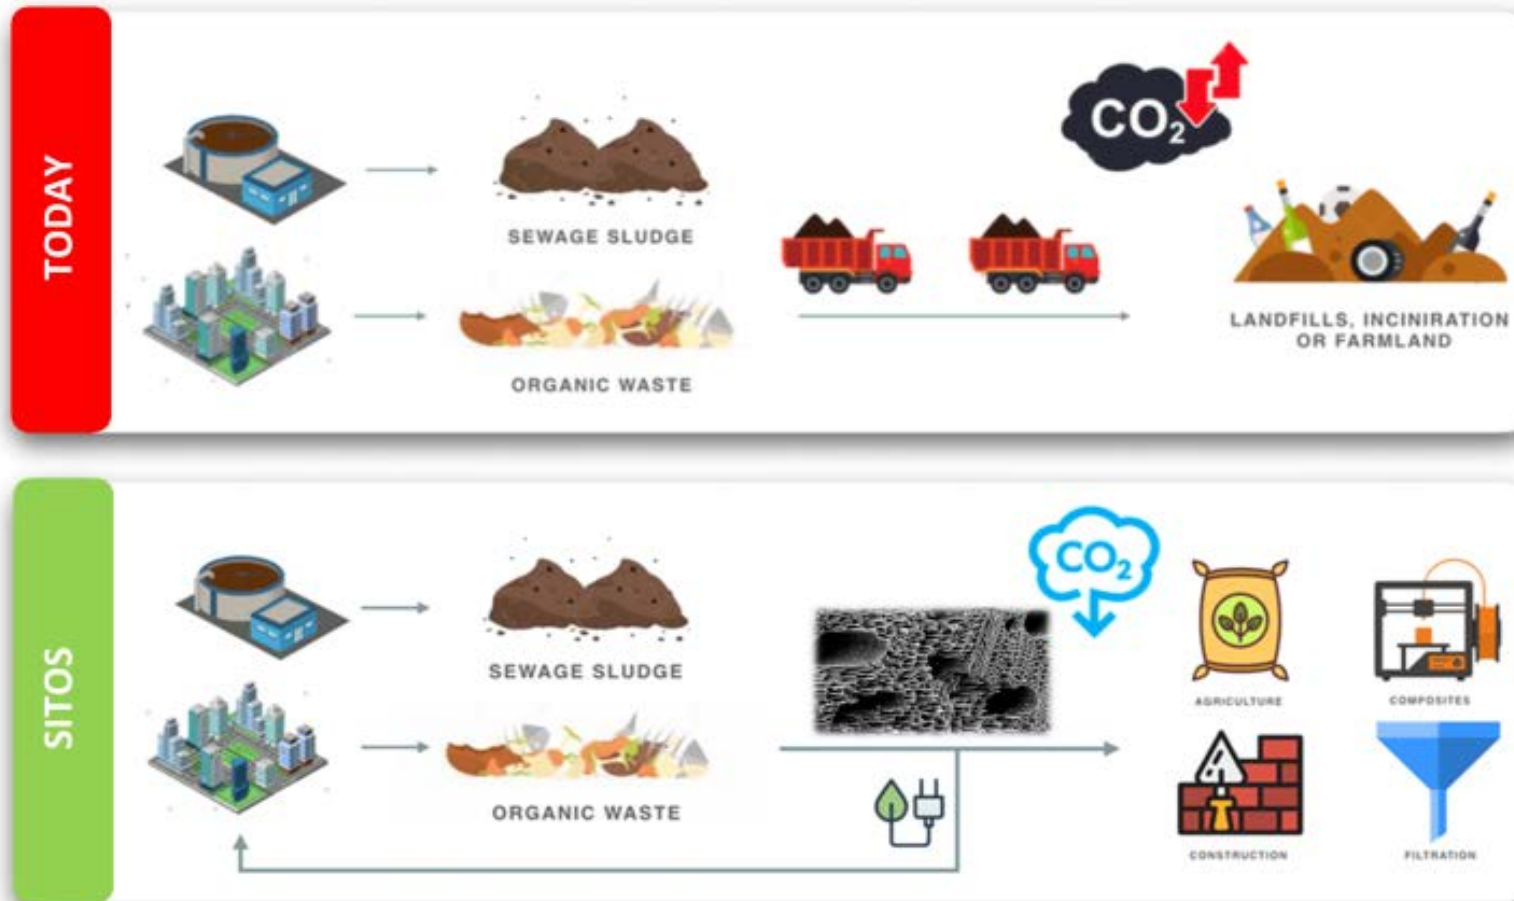 TODAY
CO₂
SEWAGE SLUDGE
ORGANIC WASTE
LANDFILLS, INCINIRATION
OR FARMLAND
SITOS
CO₂
SEWAGE SLUDGE
ORGANIC WASTE
AGRICULTURE
COMPOSITES
CONSTRUCTION
FILTRATION